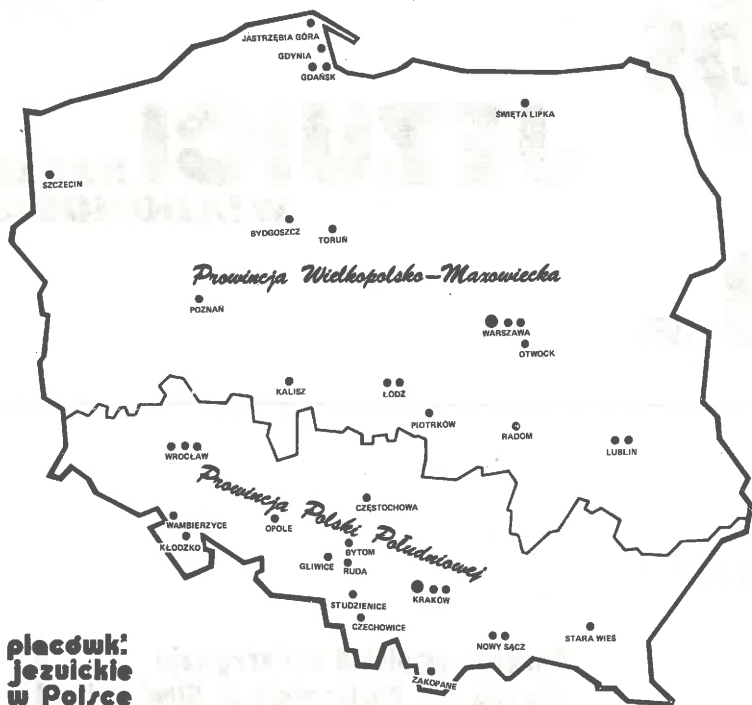 JASTRZĘBIA GÓRA
GDYNIA
GDAŃSK
ŚWIĘTA LIPKA
SZCZECIN
BYDGOSZCZ
TORUŃ
Prowincja Wielkopolsko–Maxowiecka
POZNAŃ
WARSZAWA
OTWOCK
KALISZ
ŁODŹ
PIOTRKÓW
RADOM
LUBLIN
WROCŁAW
Prowincja Polski Południowej
CZĘSTOCHOWA
WAMBIERZYCE
OPOLE
KŁODZKO
BYTOM
GLIWICE
RUDA
KRAKÓW
STUDZIENICE
CZECHOWICE
NOWY SĄCZ
STARA WIEŚ
ZAKOPANE
placówki
jezuickie
w Polsce